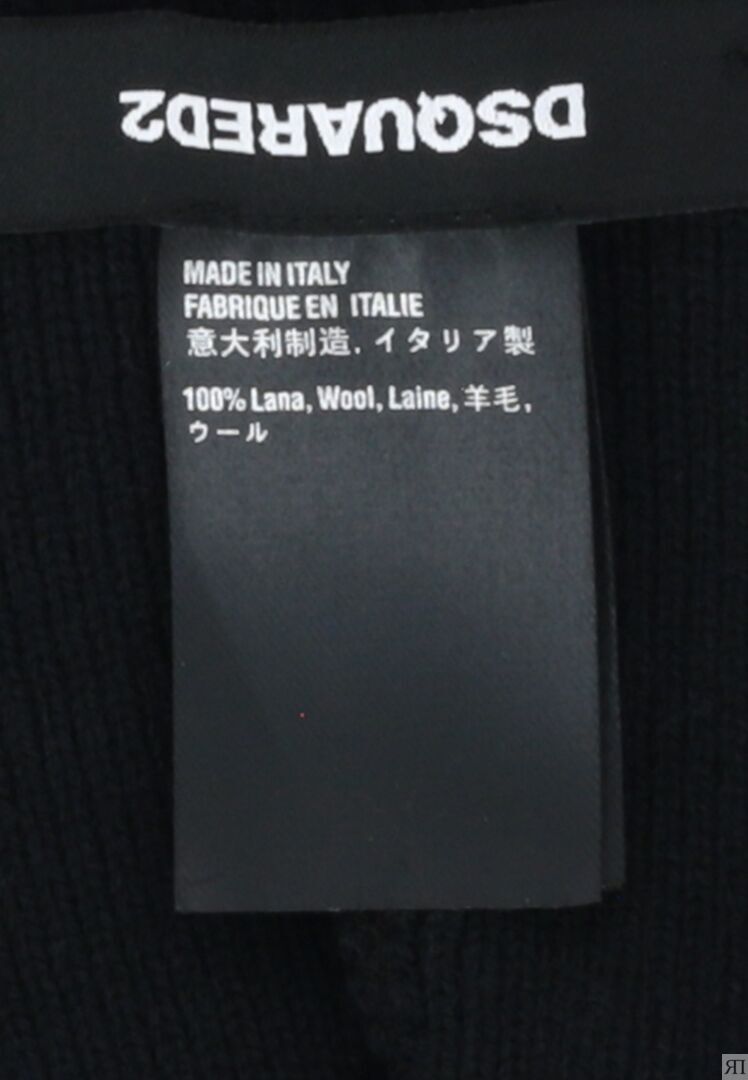 DSQUARED2
MADE IN ITALY
FABRIQUE EN ITALIE
意大利制造, イタリア製
100% Lana, Wool, Laine, 羊毛,
ウール
ЯП